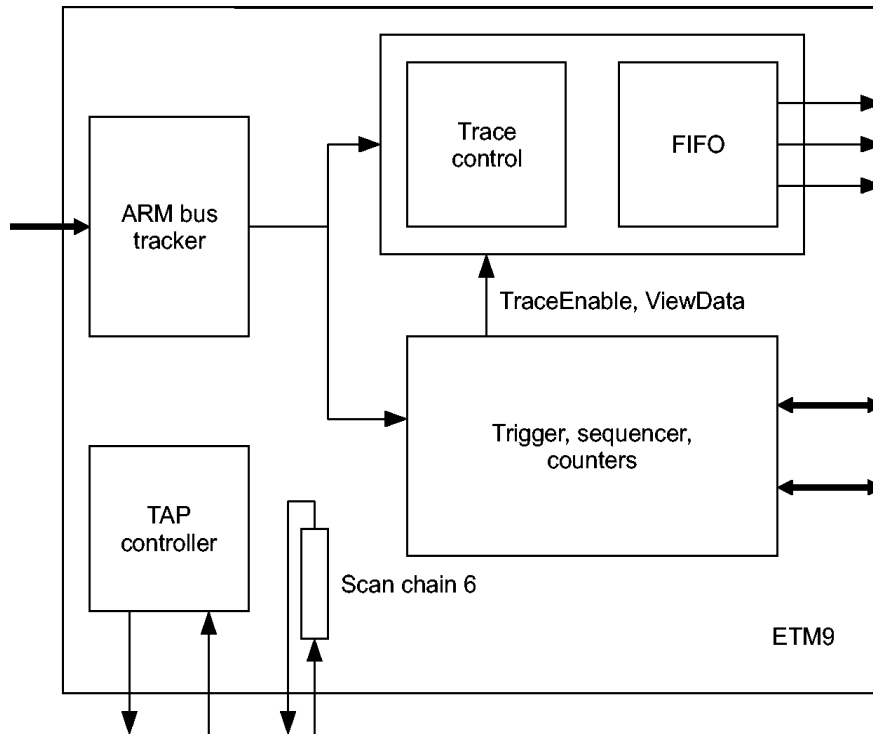 Trace
control
FIFO
ARM bus
tracker
TraceEnable, ViewData
Trigger, sequencer,
counters
TAP
controller
Scan chain 6
ETM9